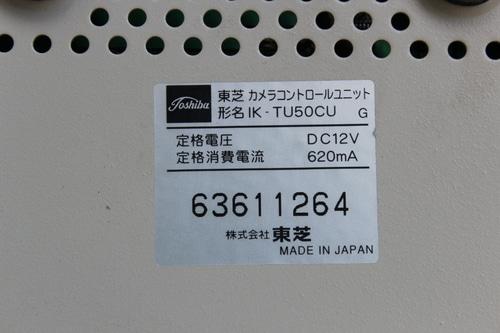 Toshiba
東芝 カメラコントロールユニット
形名 IK-TU50CU G
定格電圧 DC12V
定格消費電流 620mA
63611264
株式会社 東芝
MADE IN JAPAN